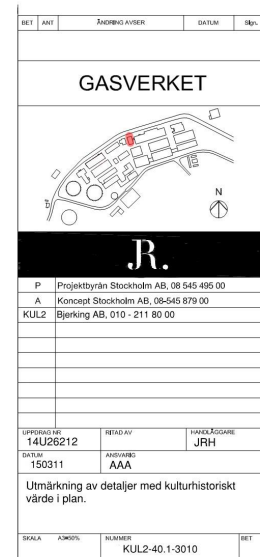 BET ANT ÄNDRING AVSER DATUM Sign.
GASVERKET
N
JR.
P Projektbyrån Stockholm AB, 08 545 495 00
A Koncept Stockholm AB, 08-545 879 00
KUL2 Bjerking AB, 010 - 211 80 00
UPPDRAG NR RITAD AV HANDLÄGGARE
14U26212 JRH
DATUM ANSVARIG
150311 AAA
Utmärkning av detaljer med kulturhistoriskt
värde i plan.
SKALA A3=50% NUMMER BET
KUL2-40.1-3010